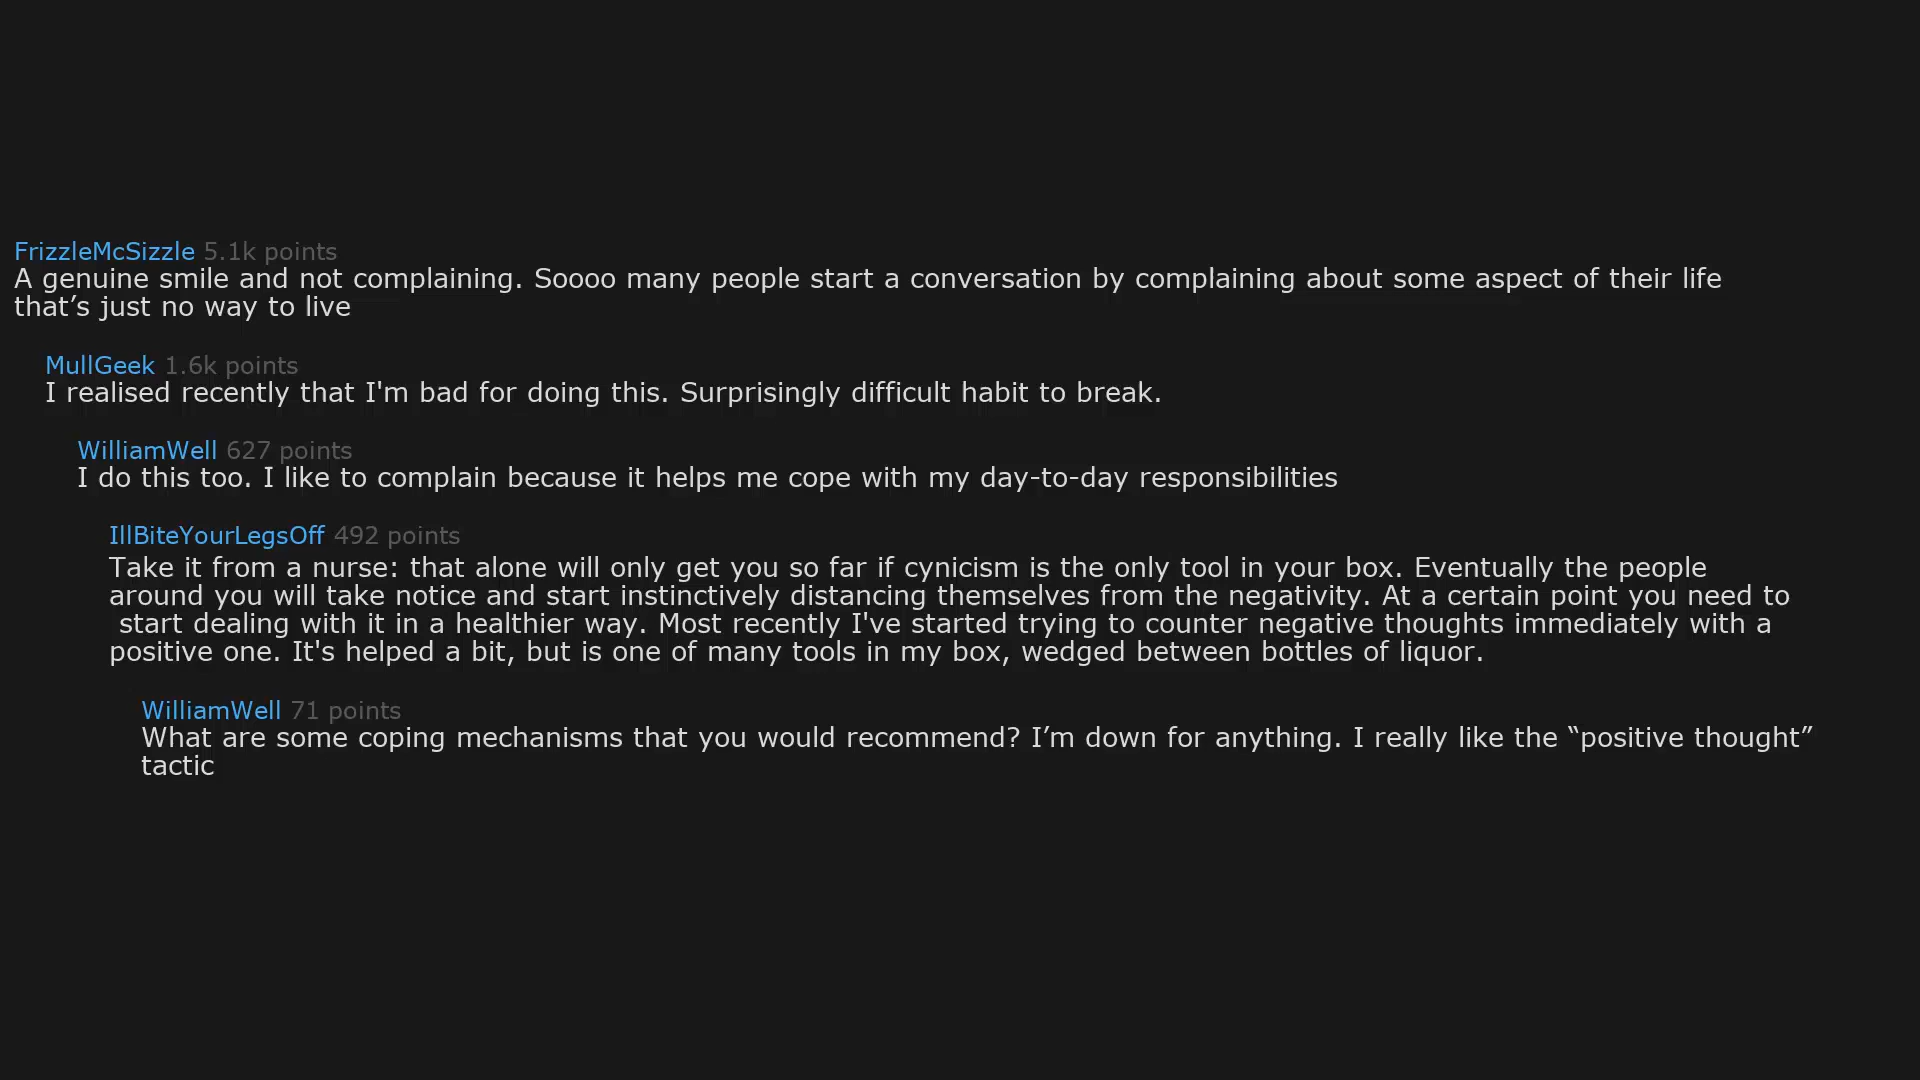 FrizzleMcSizzle 5.1k points
A genuine smile and not complaining. Soooo many people start a conversation by complaining about some aspect of their life
that’s just no way to live
MullGeek 1.6k points
I realised recently that I'm bad for doing this. Surprisingly difficult habit to break.
WilliamWell 627 points
I do this too. I like to complain because it helps me cope with my day-to-day responsibilities
IllBiteYourLegsOff 492 points
Take it from a nurse: that alone will only get you so far if cynicism is the only tool in your box. Eventually the people
around you will take notice and start instinctively distancing themselves from the negativity. At a certain point you need to
start dealing with it in a healthier way. Most recently I've started trying to counter negative thoughts immediately with a
positive one. It's helped a bit, but is one of many tools in my box, wedged between bottles of liquor.
WilliamWell 71 points
What are some coping mechanisms that you would recommend? I’m down for anything. I really like the “positive thought”
tactic